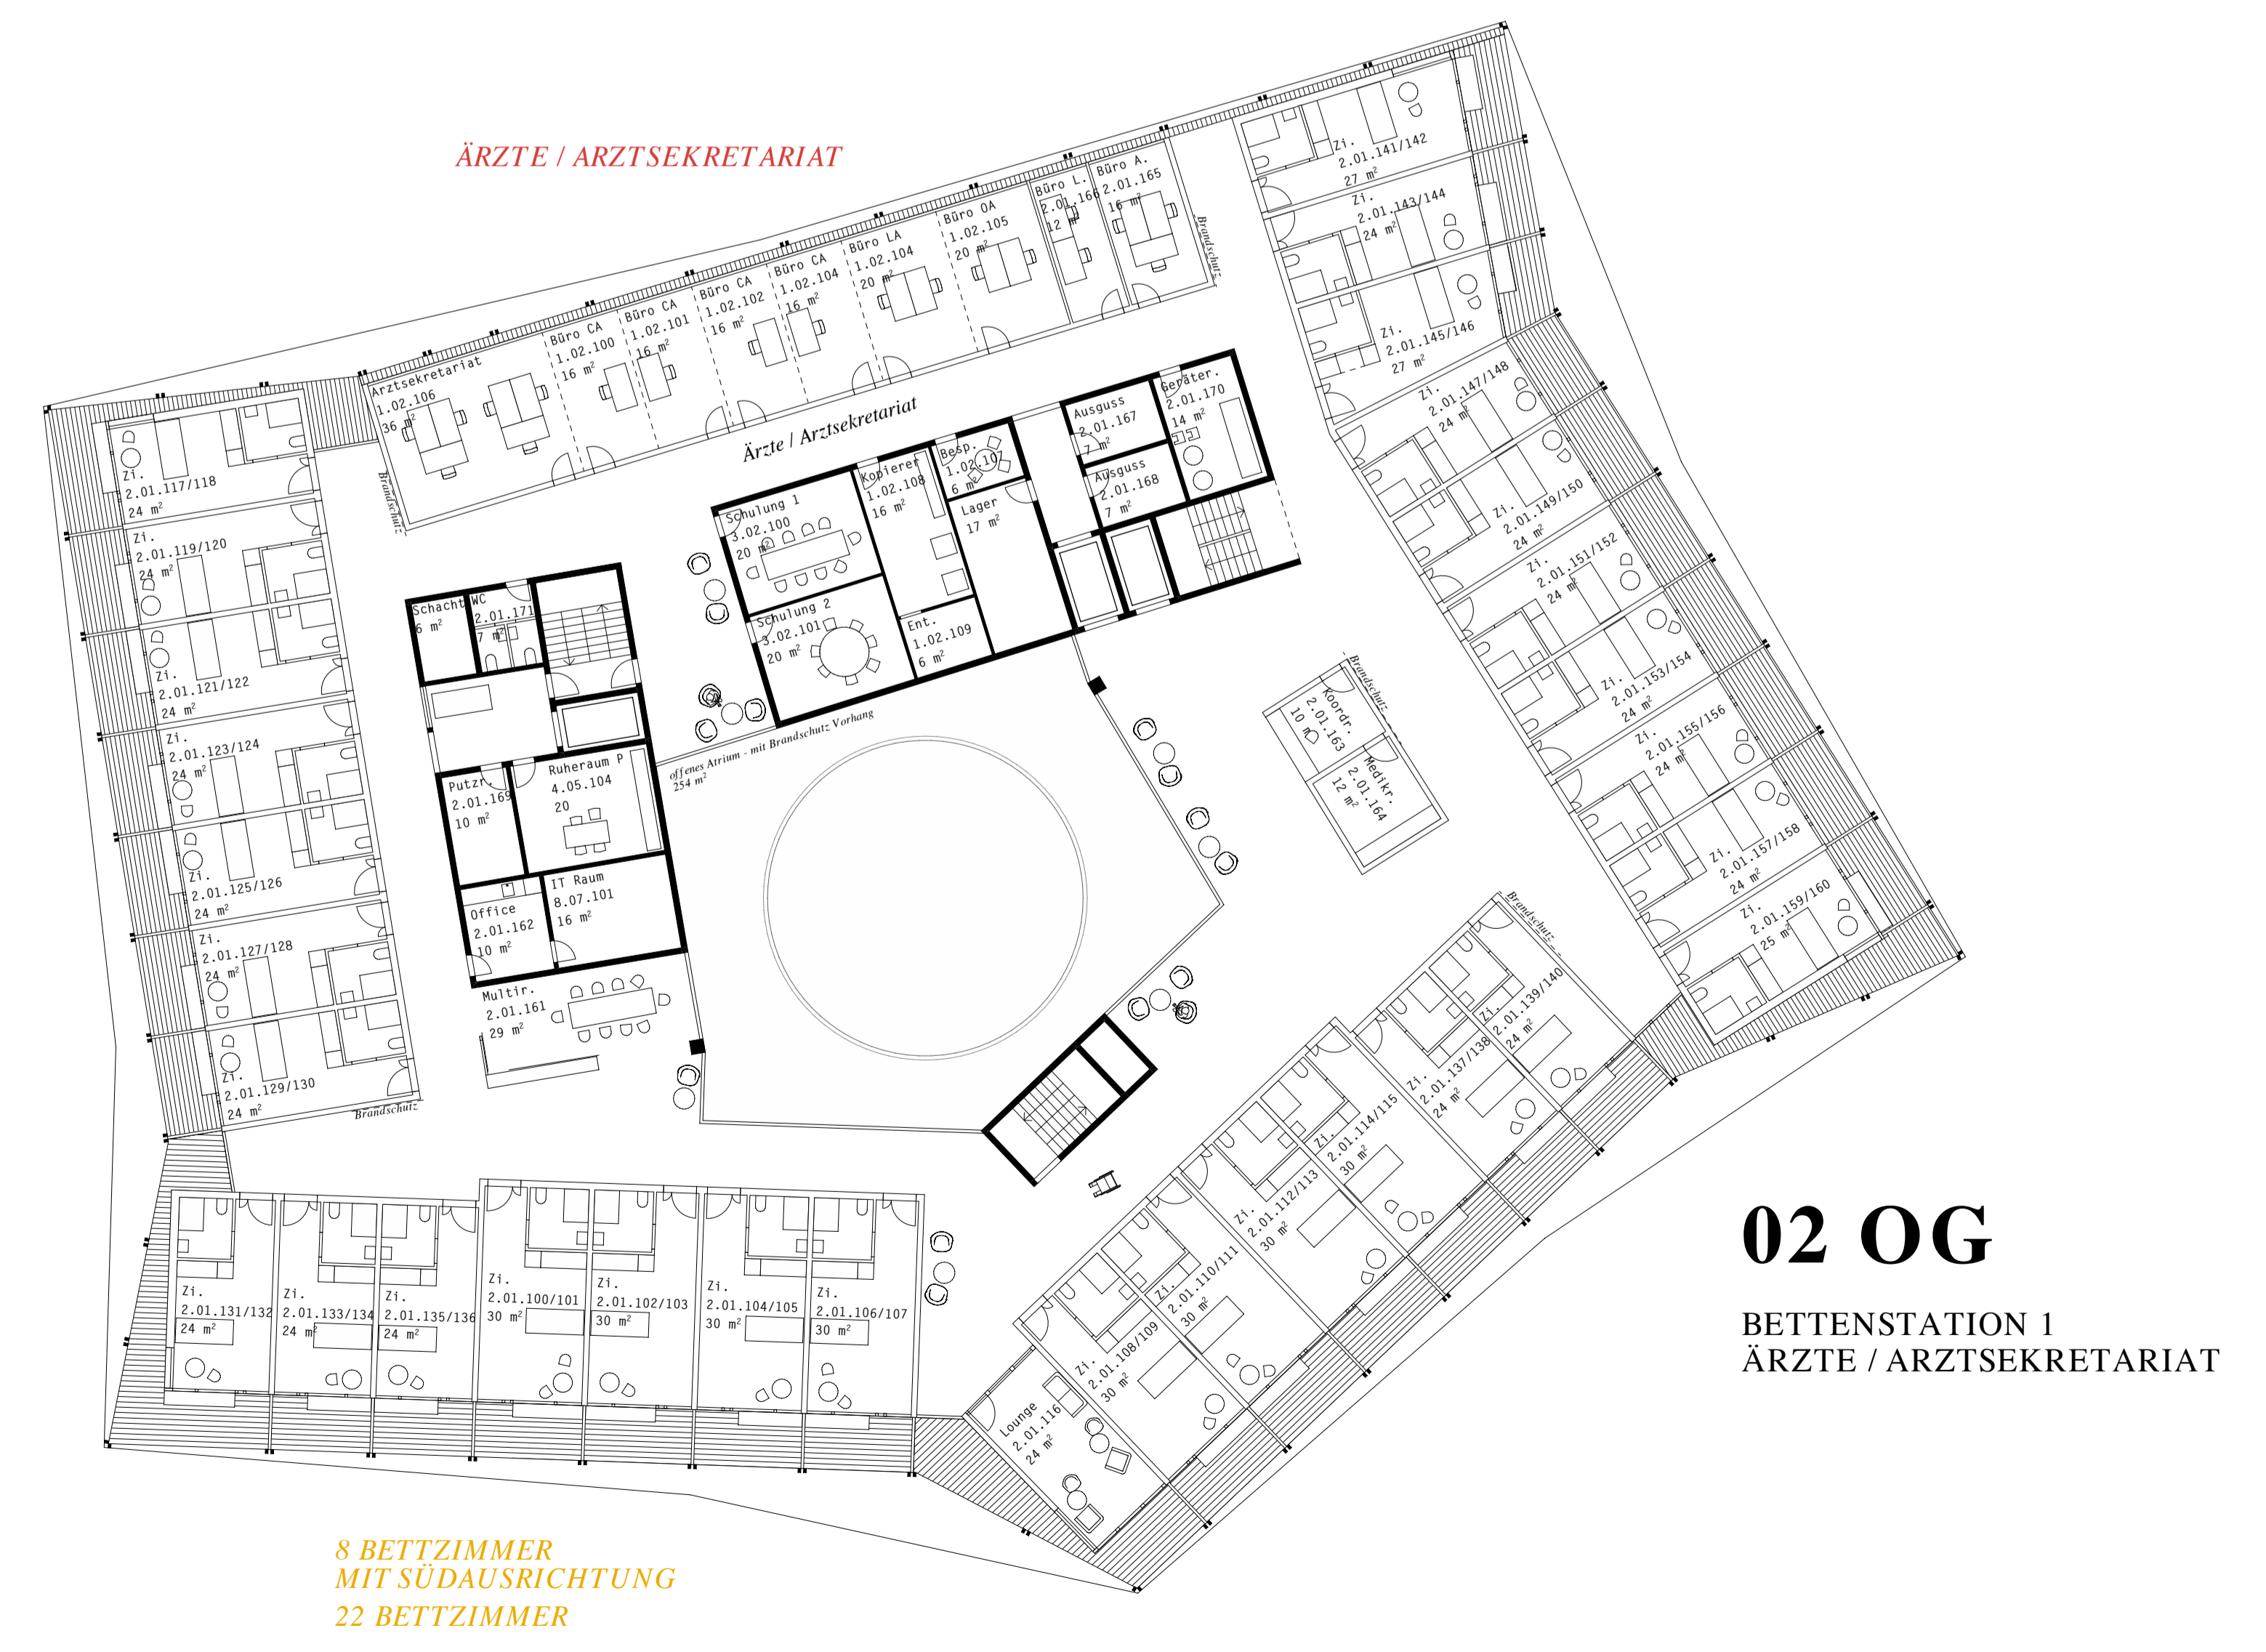 ÄRZTE / ARZTSEKRETARIAT
Arztsekretariat
1.02.106
36 m²
Büro CA
1.02.100
16 m²
Büro CA
1.02.101
16 m²
Büro CA
1.02.102
16 m²
Büro CA
1.02.104
16 m²
Büro LA
1.02.104
20 m²
Büro OA
1.02.105
20 m²
Büro L.
2.01.166
12 m²
Büro A.
2.01.165
16 m²
Brandschutz
Brandschutz
Ärzte / Arztsekretariat
Zi.
2.01.141/142
27 m²
Zi.
2.01.143/144
24 m²
Zi.
2.01.145/146
27 m²
Zi.
2.01.147/148
24 m²
Zi.
2.01.149/150
24 m²
Zi.
2.01.151/152
24 m²
Zi.
2.01.153/154
24 m²
Zi.
2.01.155/156
24 m²
Zi.
2.01.157/158
24 m²
Zi.
2.01.159/160
25 m²
Zi.
2.01.117/118
24 m²
Zi.
2.01.119/120
24 m²
Zi.
2.01.121/122
24 m²
Zi.
2.01.123/124
24 m²
Zi.
2.01.125/126
24 m²
Zi.
2.01.127/128
24 m²
Zi.
2.01.129/130
24 m²
Brandschutz
Schulung 1
3.02.100
20 m²
Schulung 2
3.02.101
20 m²
Kopierer
1.02.108
16 m²
Besp.
1.02.107
6 m²
Lager
17 m²
Ent.
1.02.109
6 m²
Ausguss
2.01.167
7 m²
Ausguss
2.01.168
7 m²
Geräter.
2.01.170
14 m²
Schacht
6 m²
WC
2.01.171
7 m²
Putzr.
2.01.169
10 m²
Ruheraum P
4.05.104
20
Office
2.01.162
10 m²
IT Raum
8.07.101
16 m²
Multir.
2.01.161
29 m²
offenes Atrium - mit Brandschutz Vorhang
254 m²
Brandschutz
Koordr.
2.01.163
10 m
Medikr.
2.01.164
12 m²
Brandschutz
Zi.
2.01.139/140
24 m²
Zi.
2.01.137/138
24 m²
Zi.
2.01.114/115
30 m²
Zi.
2.01.112/113
30 m²
Zi.
2.01.110/111
30 m²
Zi.
2.01.108/109
30 m²
Lounge
2.01.116
24 m²
Zi.
2.01.131/132
24 m²
Zi.
2.01.133/134
24 m²
Zi.
2.01.135/136
24 m²
Zi.
2.01.100/101
30 m²
Zi.
2.01.102/103
30 m²
Zi.
2.01.104/105
30 m²
Zi.
2.01.106/107
30 m²
02 OG
BETTENSTATION 1
ÄRZTE / ARZTSEKRETARIAT
8 BETTZIMMER
MIT SÜDAUSRICHTUNG
22 BETTZIMMER